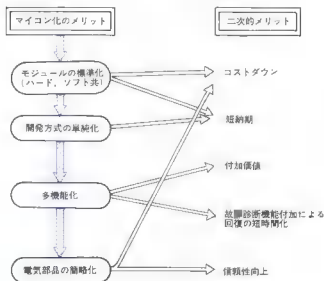 マイコン化のメリット
二次的メリット
モジュールの標準化
(ハード，ソフト共)
コストダウン
開発方式の単純化
短納期
多機能化
付加価値
故障診断機能付加による
回復の短時間化
電気部品の簡略化
信頼性向上